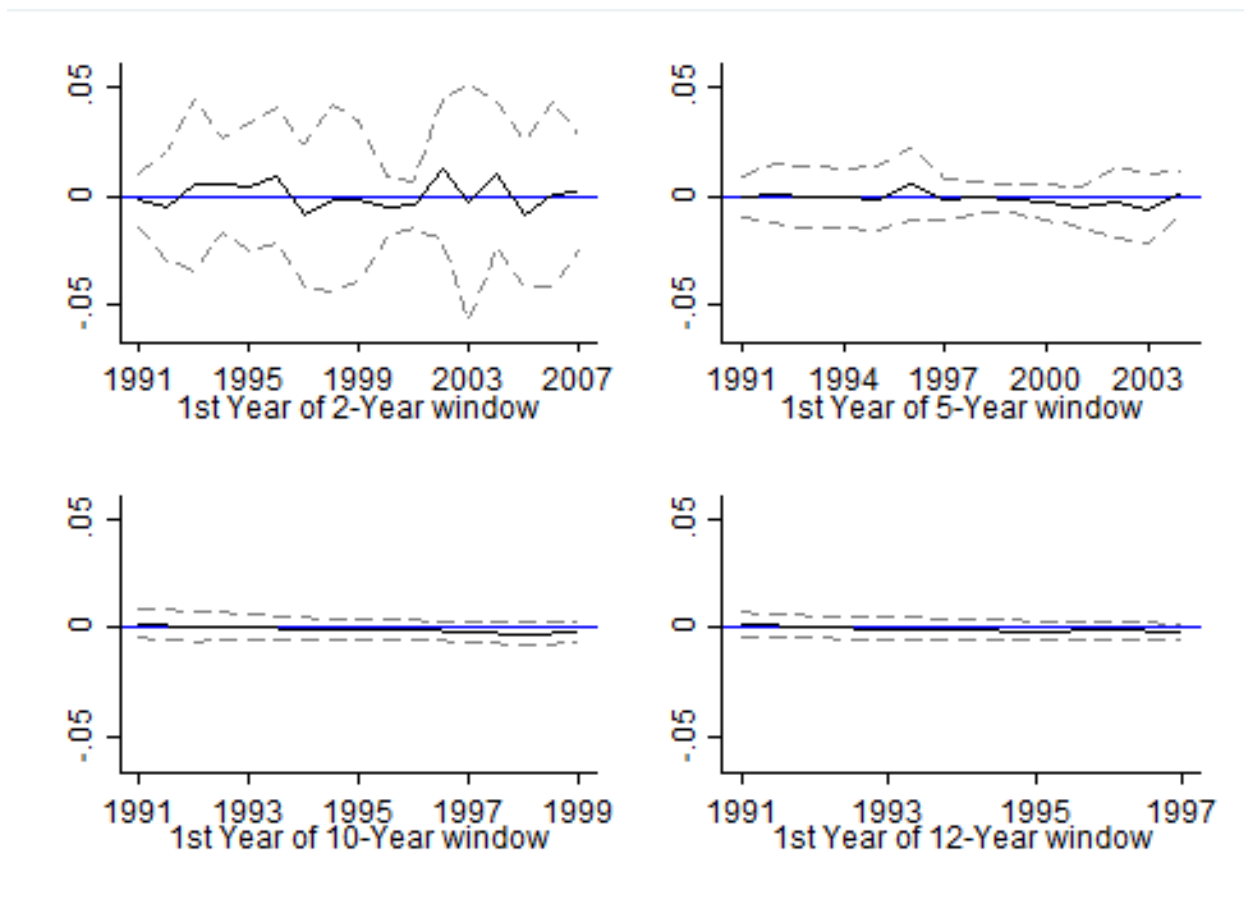 .05
0
-.05
1991 1995 1999 2003 2007
1st Year of 2-Year window
.05
0
-.05
1991 1994 1997 2000 2003
1st Year of 5-Year window
.05
0
-.05
1991 1993 1995 1997 1999
1st Year of 10-Year window
.05
0
-.05
1991 1993 1995 1997
1st Year of 12-Year window